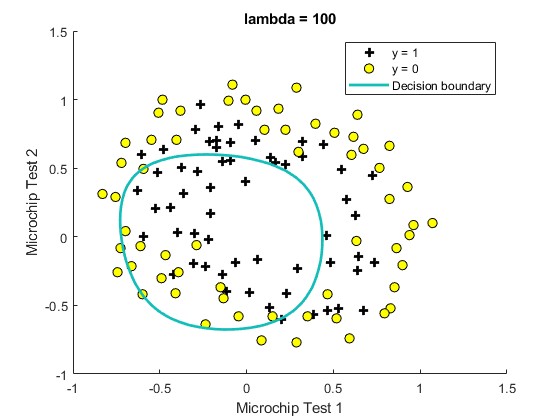 lambda = 100
y = 1
y = 0
Decision boundary
1.5
1
0.5
0
-0.5
-1
Microchip Test 2
-1 -0.5 0 0.5 1 1.5
Microchip Test 1